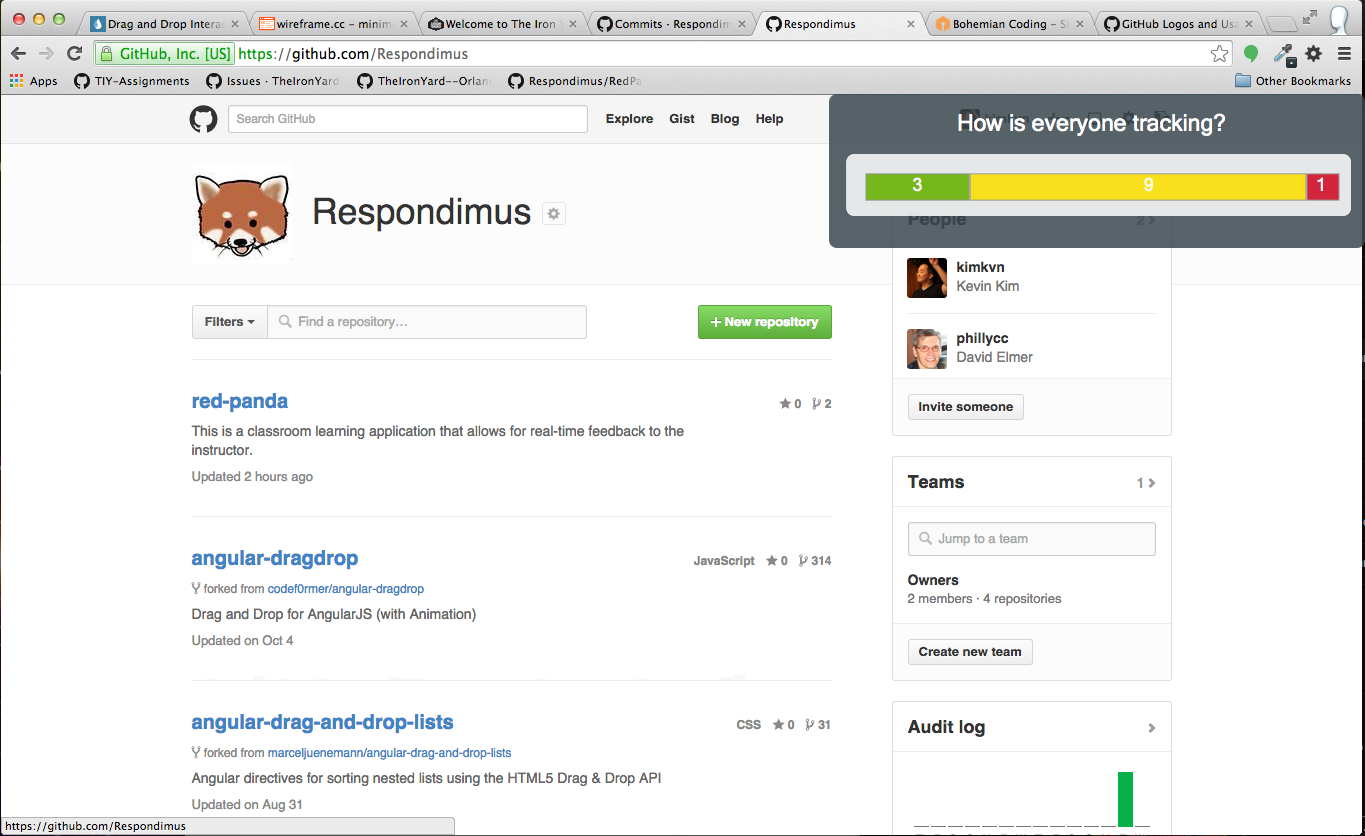 Drag and Drop Intera
wireframe.cc – minim
Welcome to The Iron
Commits · Respondim
Respondimus
Bohemian Coding – Sk
GitHub Logos and Usa
GitHub, Inc. [US] https://github.com/Respondimus
Apps TIY-Assignments Issues · TheIronYard TheIronYard--Orlan Respondimus/RedPa Other Bookmarks
Search GitHub Explore Gist Blog Help
How is everyone tracking?
3 9 1
Respondimus
People 2
kimkvn
Kevin Kim
phillycc
David Elmer
Invite someone
Filters Find a repository… + New repository
red-panda 0 2
This is a classroom learning application that allows for real-time feedback to the
instructor.
Updated 2 hours ago
angular-dragdrop JavaScript 0 314
forked from codef0rmer/angular-dragdrop
Drag and Drop for AngularJS (with Animation)
Updated on Oct 4
angular-drag-and-drop-lists CSS 0 31
forked from marceljuenemann/angular-drag-and-drop-lists
Angular directives for sorting nested lists using the HTML5 Drag & Drop API
Updated on Aug 31
Teams 1
Jump to a team
Owners
2 members · 4 repositories
Create new team
Audit log
https://github.com/Respondimus